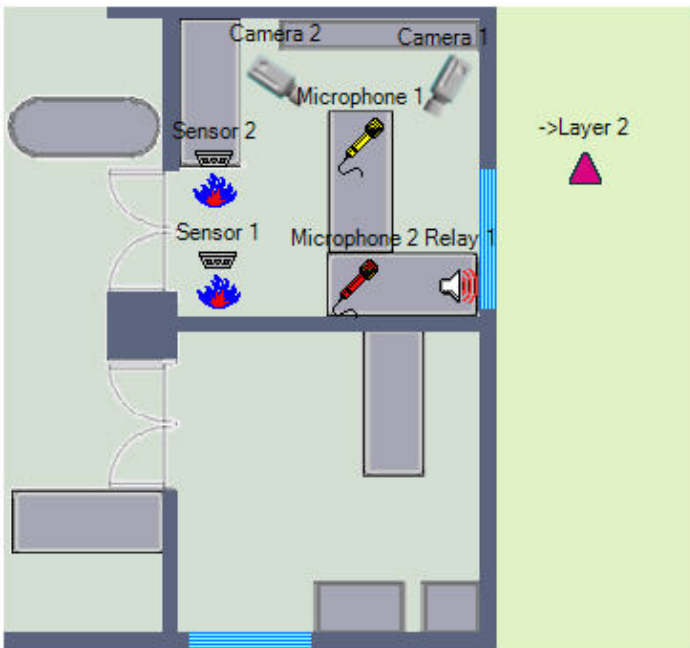 Camera 2
Camera 1
Microphone 1
->Layer 2
Sensor 2
Sensor 1
Microphone 2
Relay 1